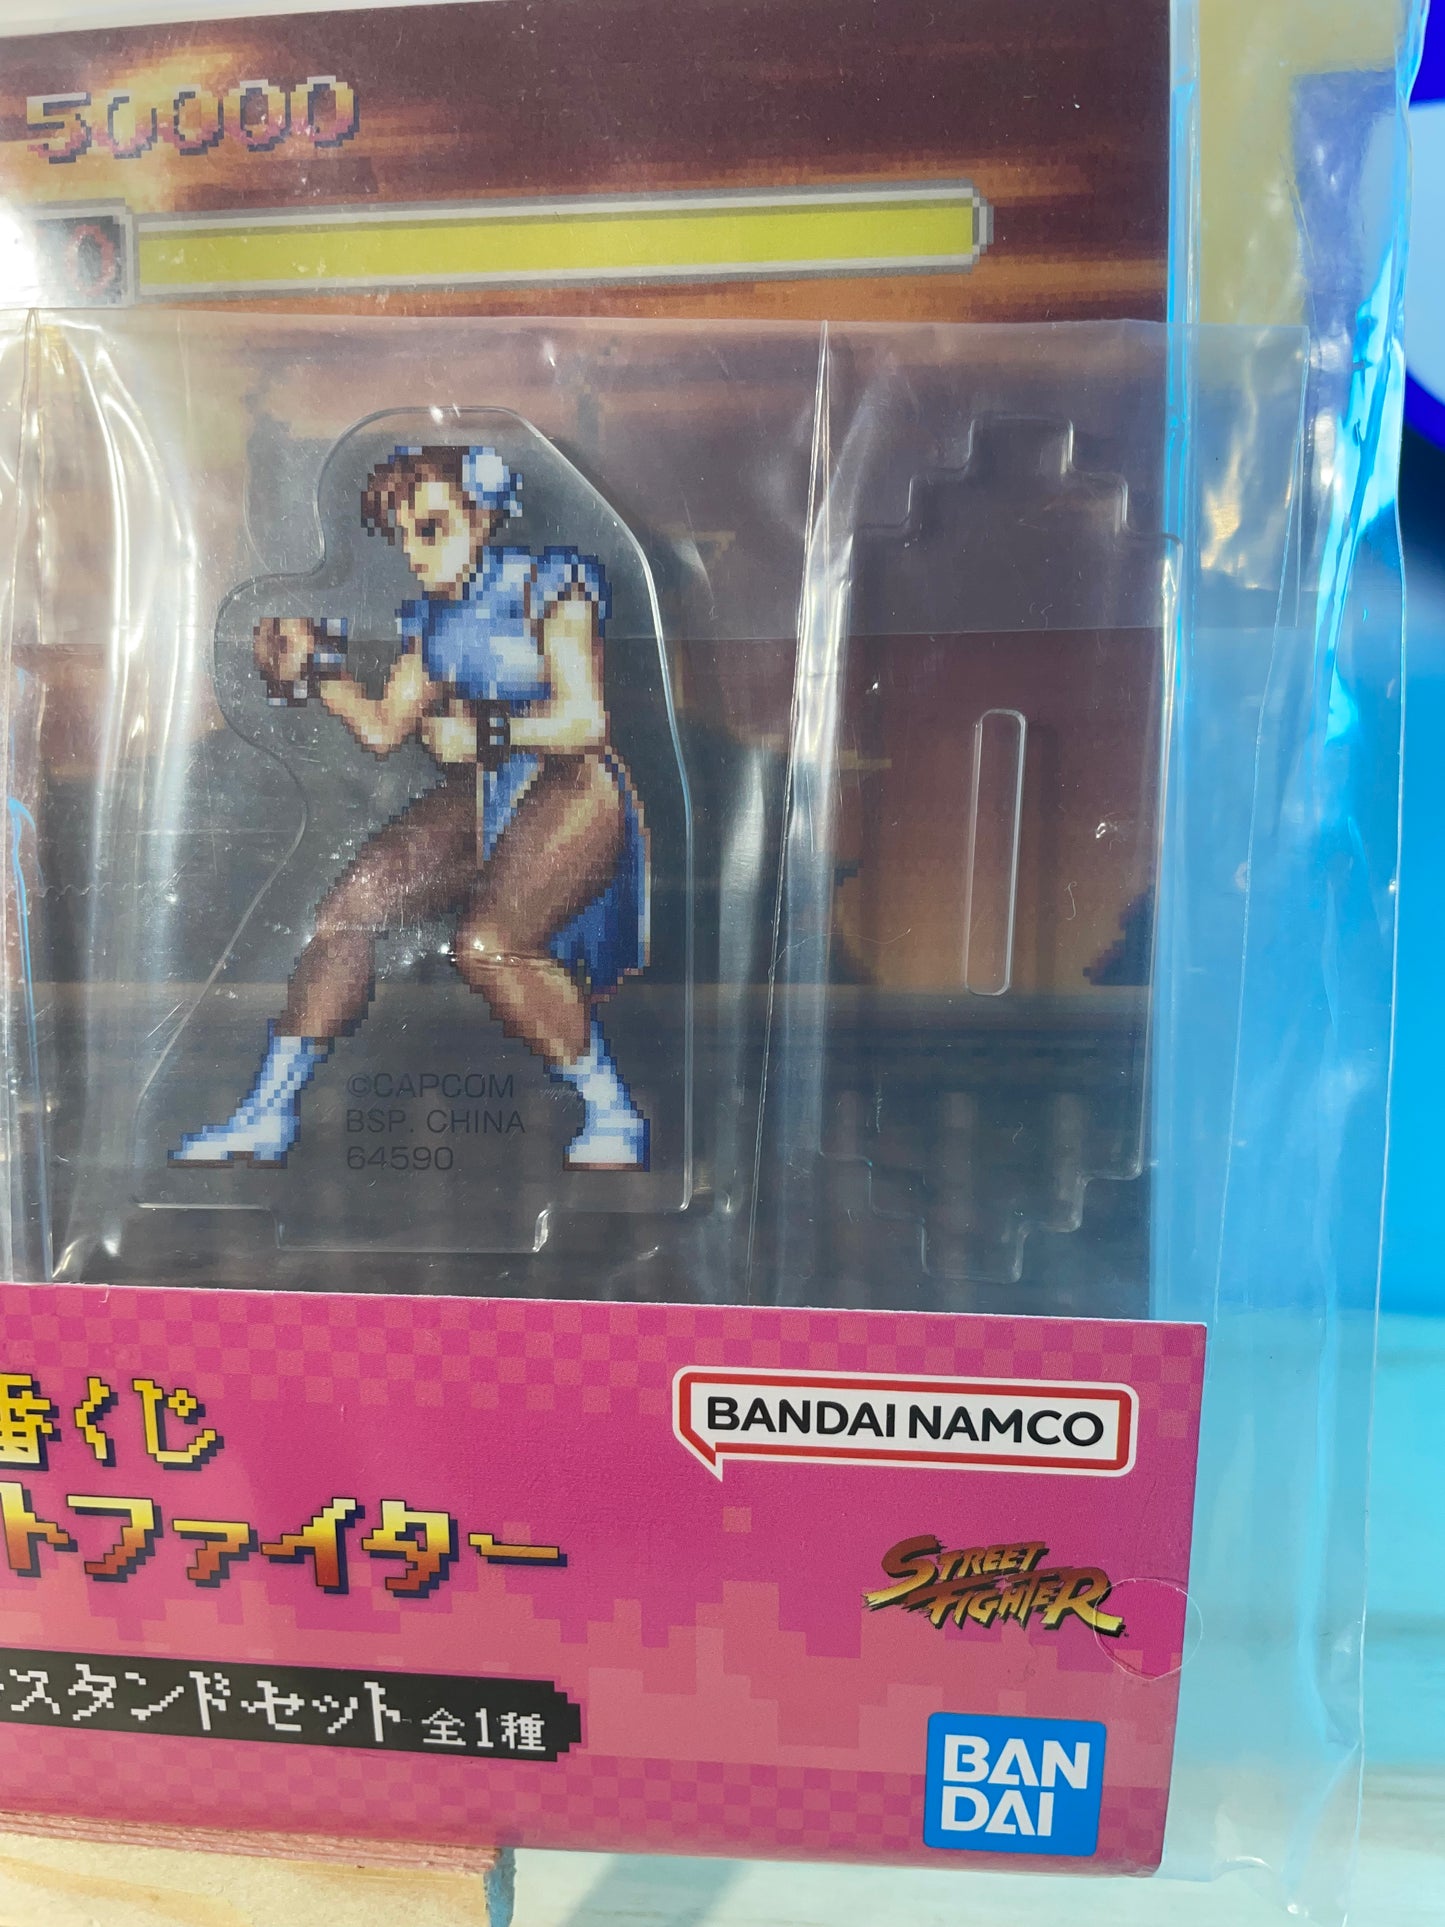 50000
0
©CAPCOM
BSP. CHINA
64590
番くじ
BANDAI NAMCO
トファイター
STREET FIGHTER
スタンドセット 全1種
BAN
DAI